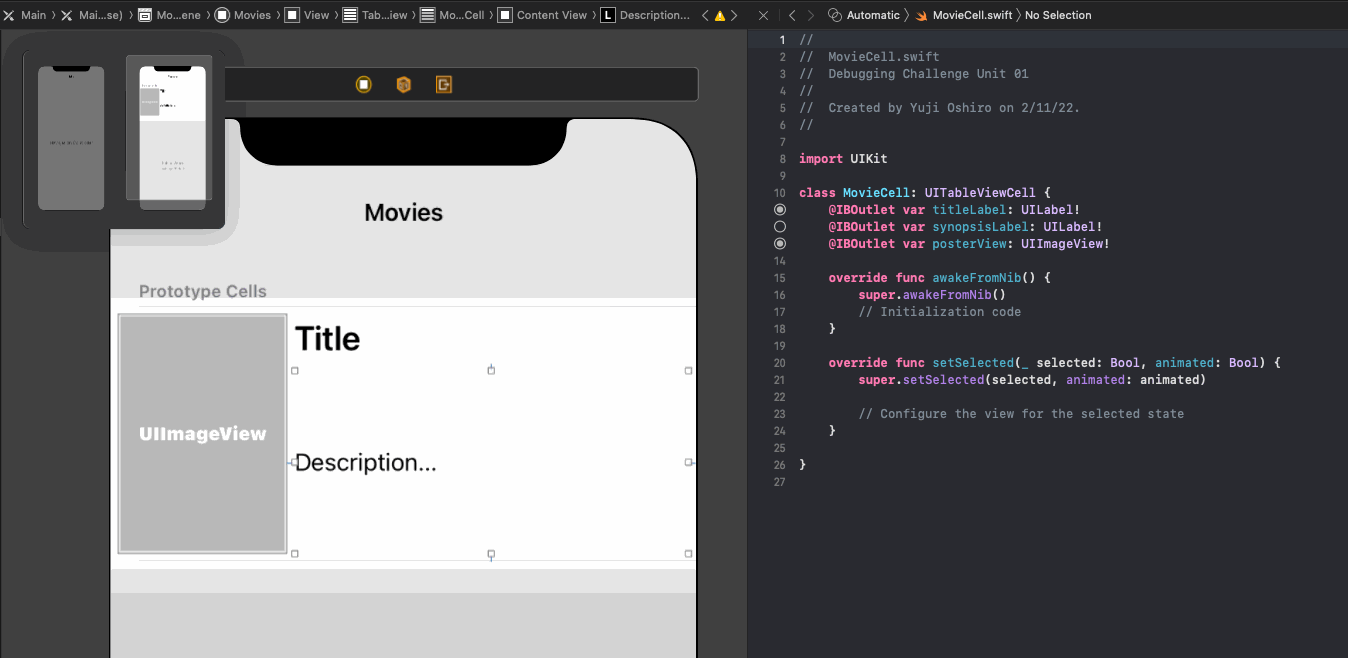 Main
Mai...se)
Mo...ene
Movies
View
Tab...iew
Mo...Cell
Content View
L
Description...
Automatic
MovieCell.swift
No Selection
Movies
Prototype Cells
Title
UIImageView
Description...
1 //
2 //  MovieCell.swift
3 //  Debugging Challenge Unit 01
4 //
5 //  Created by Yuji Oshiro on 2/11/22.
6 //
7
8 import UIKit
9
10 class MovieCell: UITableViewCell {
@IBOutlet var titleLabel: UILabel!
@IBOutlet var synopsisLabel: UILabel!
@IBOutlet var posterView: UIImageView!
14
15 override func awakeFromNib() {
16 super.awakeFromNib()
17 // Initialization code
18 }
19
20 override func setSelected(_ selected: Bool, animated: Bool) {
21 super.setSelected(selected, animated: animated)
22
23 // Configure the view for the selected state
24 }
25
26 }
27